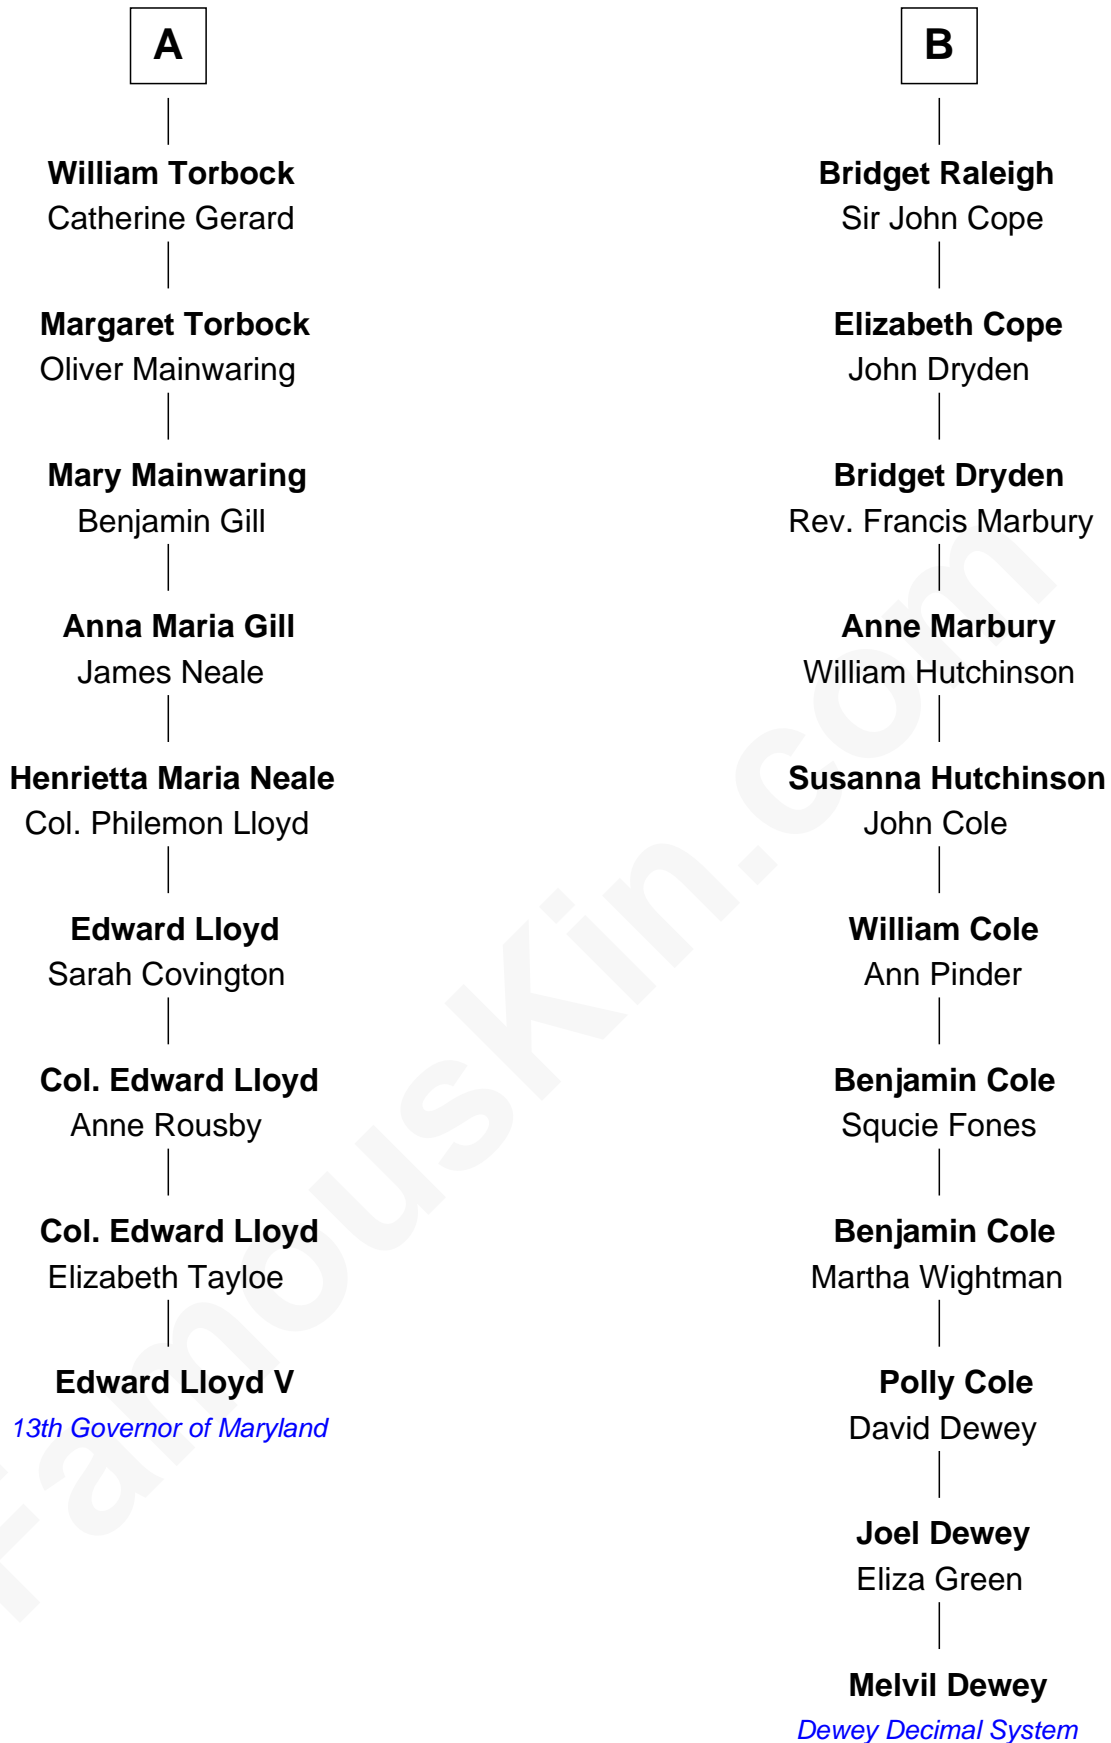 A
William Torbock
Catherine Gerard
Margaret Torbock
Oliver Mainwaring
Mary Mainwaring
Benjamin Gill
Anna Maria Gill
James Neale
Henrietta Maria Neale
Col. Philemon Lloyd
Edward Lloyd
Sarah Covington
Col. Edward Lloyd
Anne Rousby
Col. Edward Lloyd
Elizabeth Tayloe
Edward Lloyd V
13th Governor of Maryland
B
Bridget Raleigh
Sir John Cope
Elizabeth Cope
John Dryden
Bridget Dryden
Rev. Francis Marbury
Anne Marbury
William Hutchinson
Susanna Hutchinson
John Cole
William Cole
Ann Pinder
Benjamin Cole
Squcie Fones
Benjamin Cole
Martha Wightman
Polly Cole
David Dewey
Joel Dewey
Eliza Green
Melvil Dewey
Dewey Decimal System
FamousKin.com